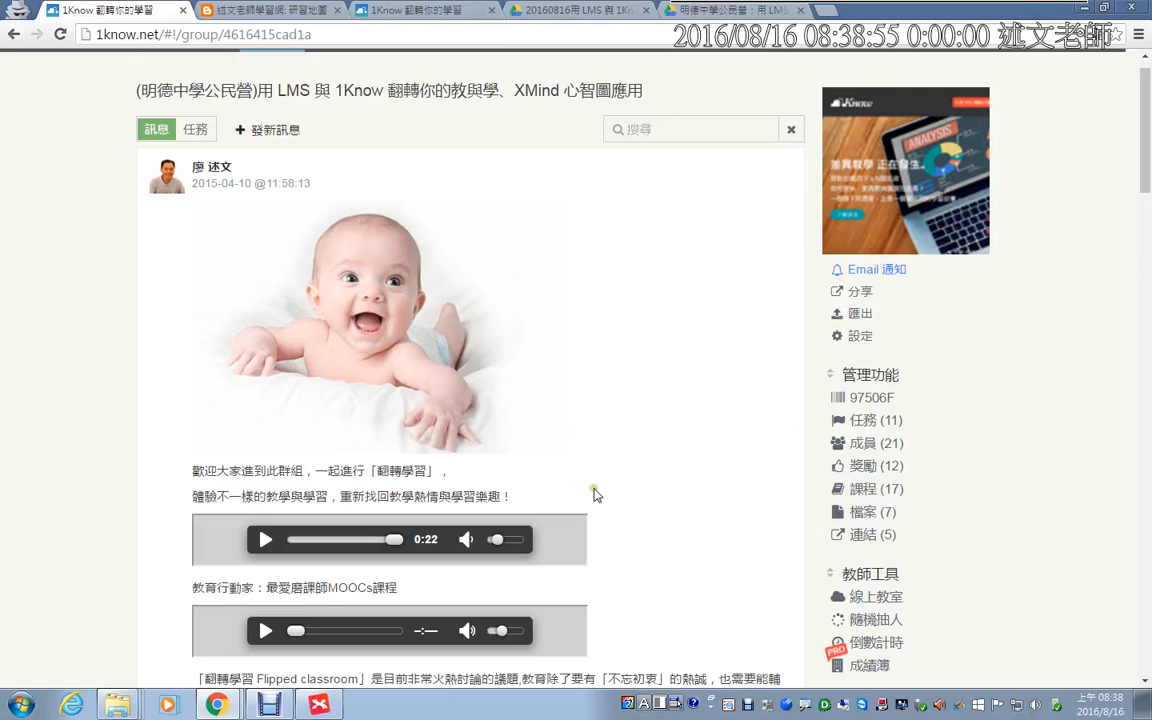 1Know 翻轉你的學習
述文老師學習網: 研習地圖
1Know 翻轉你的學習
20160816用 LMS 與 1Kn
明德中學公民營：用 LMS
1know.net/#!/group/4616415cad1a
2016/08/16 08:38:55 0:00:00 述文老師
(明德中學公民營)用 LMS 與 1Know 翻轉你的教與學、XMind 心智圖應用
訊息 任務 + 發新訊息
搜尋
廖 述文
2015-04-10 @11:58:13
歡迎大家進到此群組，一起進行「翻轉學習」，
體驗不一樣的教學與學習，重新找回教學熱情與學習樂趣！
0:22
教育行動家：最愛磨課師MOOCs課程
-:--
「翻轉學習 Flipped classroom」是目前非常火熱討論的議題,教育除了要有「不忘初衷」的熱誠，也需要能輔
1Know
ANALYSIS
差異教學 正在發生
Email 通知
分享
匯出
設定
管理功能
97506F
任務 (11)
成員 (21)
獎勵 (12)
課程 (17)
檔案 (7)
連結 (5)
教師工具
線上教室
隨機抽人
倒數計時
PRO
成績簿
上午 08:38
2016/8/16